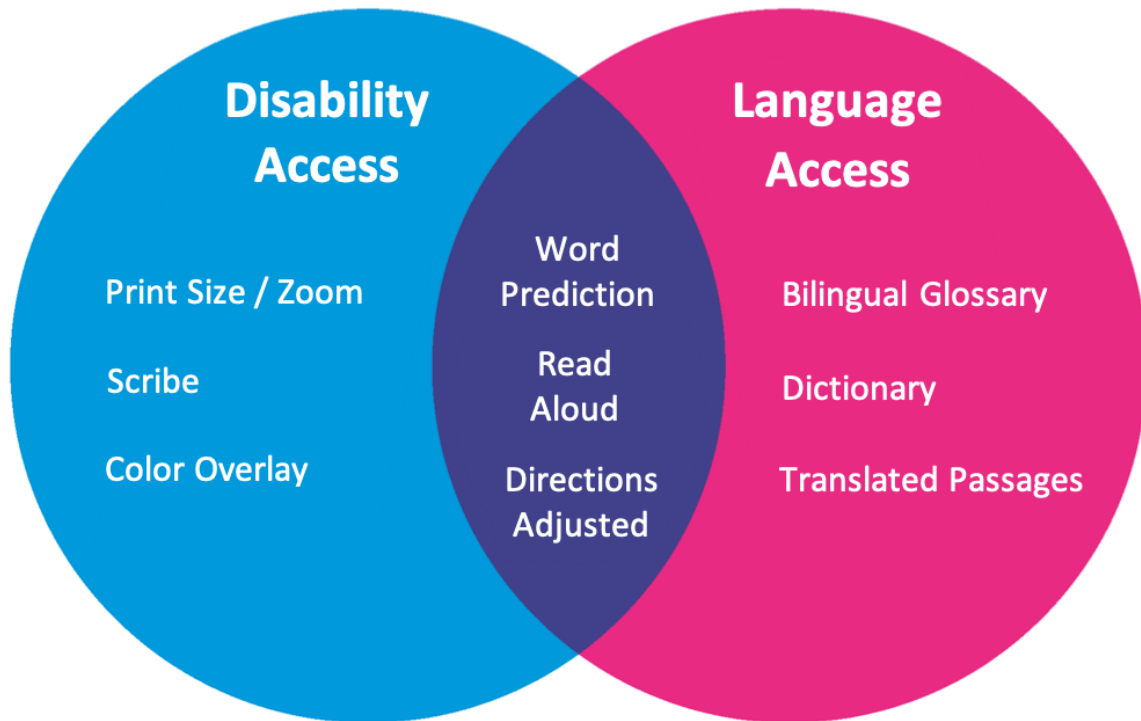 Disability
Access
Print Size / Zoom
Scribe
Color Overlay
Word
Prediction
Read
Aloud
Directions
Adjusted
Language
Access
Bilingual Glossary
Dictionary
Translated Passages